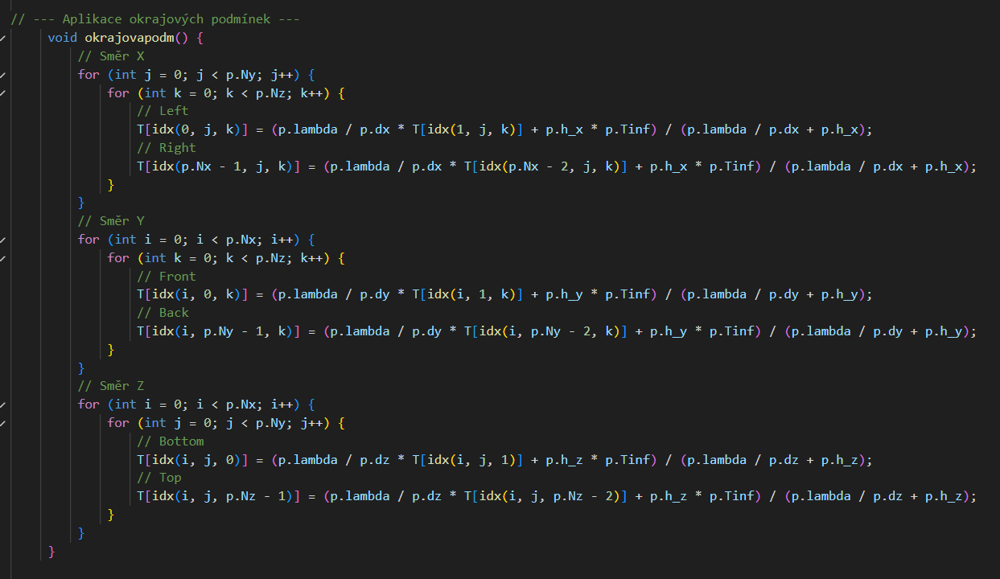 // --- Aplikace okrajových podmínek ---
void okrajovapodm() {
// Směr X
for (int j = 0; j < p.Ny; j++) {
for (int k = 0; k < p.Nz; k++) {
// Left
T[idx(0, j, k)] = (p.lambda / p.dx * T[idx(1, j, k)] + p.h_x * p.Tinf) / (p.lambda / p.dx + p.h_x);
// Right
T[idx(p.Nx - 1, j, k)] = (p.lambda / p.dx * T[idx(p.Nx - 2, j, k)] + p.h_x * p.Tinf) / (p.lambda / p.dx + p.h_x);
}
}
// Směr Y
for (int i = 0; i < p.Nx; i++) {
for (int k = 0; k < p.Nz; k++) {
// Front
T[idx(i, 0, k)] = (p.lambda / p.dy * T[idx(i, 1, k)] + p.h_y * p.Tinf) / (p.lambda / p.dy + p.h_y);
// Back
T[idx(i, p.Ny - 1, k)] = (p.lambda / p.dy * T[idx(i, p.Ny - 2, k)] + p.h_y * p.Tinf) / (p.lambda / p.dy + p.h_y);
}
}
// Směr Z
for (int i = 0; i < p.Nx; i++) {
for (int j = 0; j < p.Ny; j++) {
// Bottom
T[idx(i, j, 0)] = (p.lambda / p.dz * T[idx(i, j, 1)] + p.h_z * p.Tinf) / (p.lambda / p.dz + p.h_z);
// Top
T[idx(i, j, p.Nz - 1)] = (p.lambda / p.dz * T[idx(i, j, p.Nz - 2)] + p.h_z * p.Tinf) / (p.lambda / p.dz + p.h_z);
}
}
}